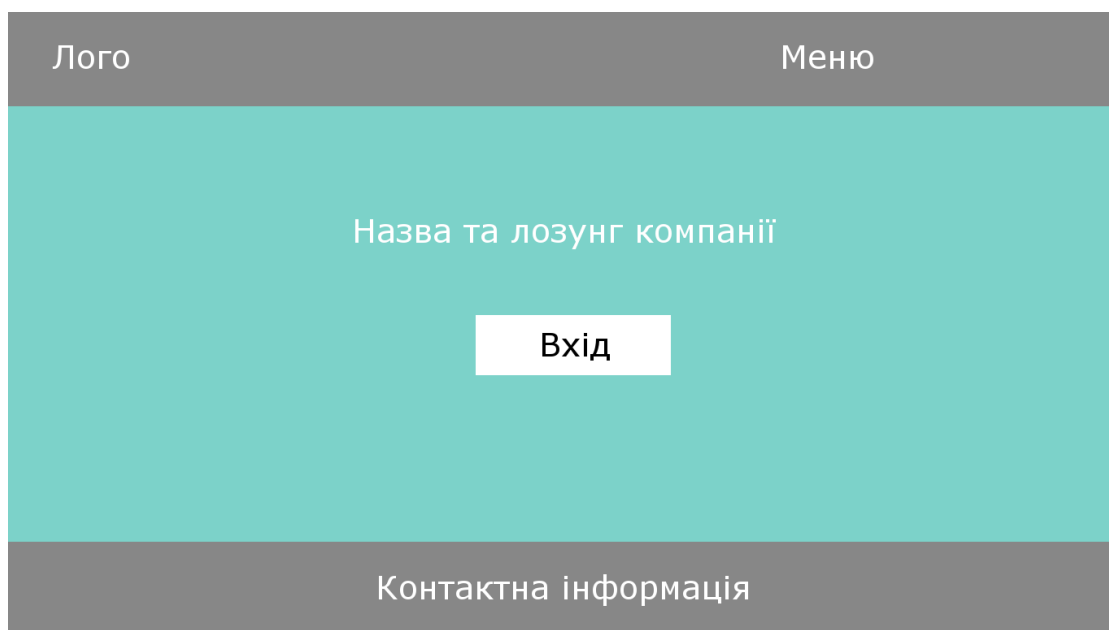 Лого
Меню
Назва та лозунг компанії
Вхід
Контактна інформація